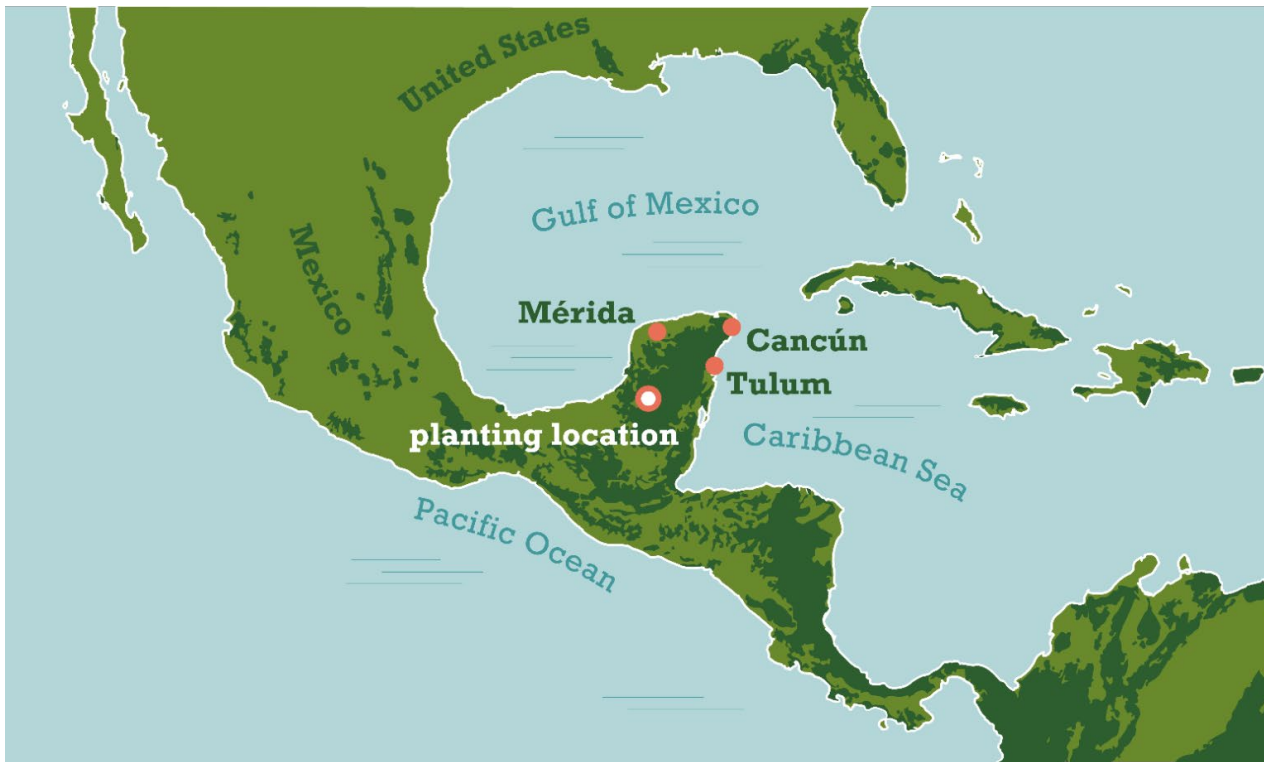 United States
Gulf of Mexico
Mexico
Mérida
Cancún
Tulum
planting location
Caribbean Sea
Pacific Ocean